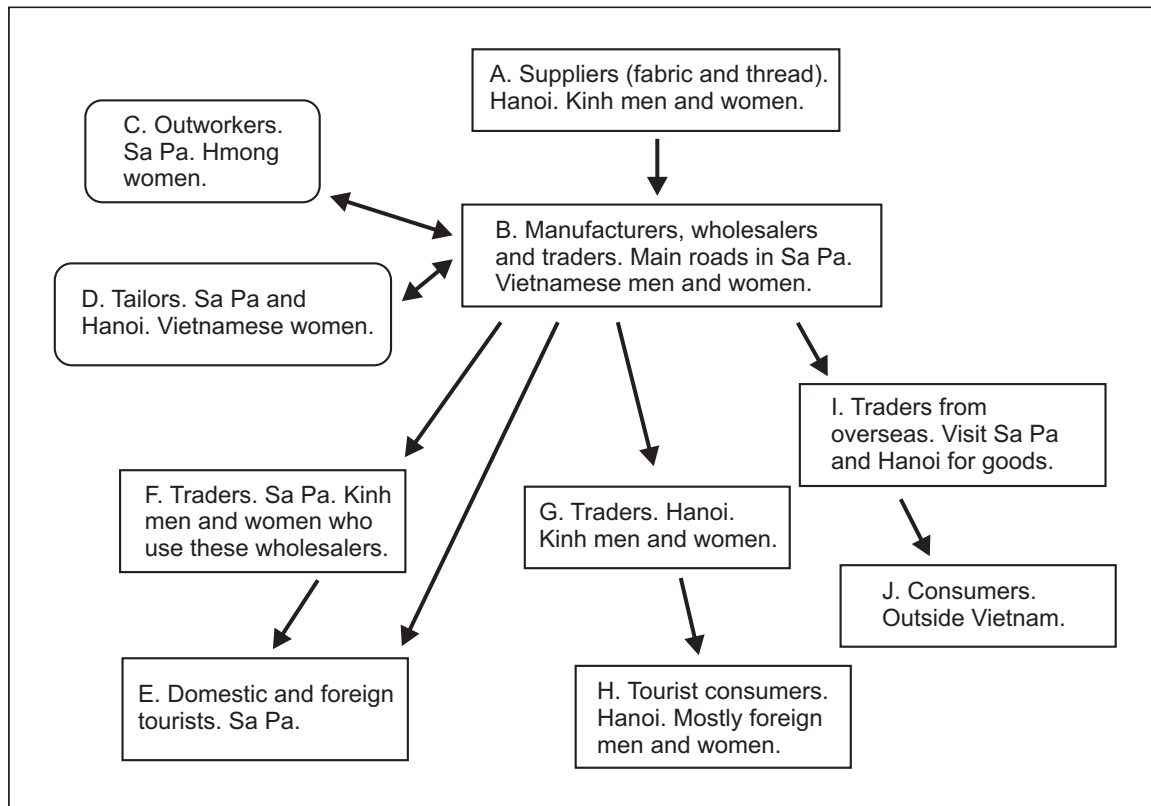 A. Suppliers (fabric and thread).
Hanoi. Kinh men and women.
C. Outworkers.
Sa Pa. Hmong
women.
B. Manufacturers, wholesalers
and traders. Main roads in Sa Pa.
Vietnamese men and women.
D. Tailors. Sa Pa and
Hanoi. Vietnamese women.
I. Traders from
overseas. Visit Sa Pa
and Hanoi for goods.
F. Traders. Sa Pa. Kinh
men and women who
use these wholesalers.
G. Traders. Hanoi.
Kinh men and women.
J. Consumers.
Outside Vietnam.
E. Domestic and foreign
tourists. Sa Pa.
H. Tourist consumers.
Hanoi. Mostly foreign
men and women.